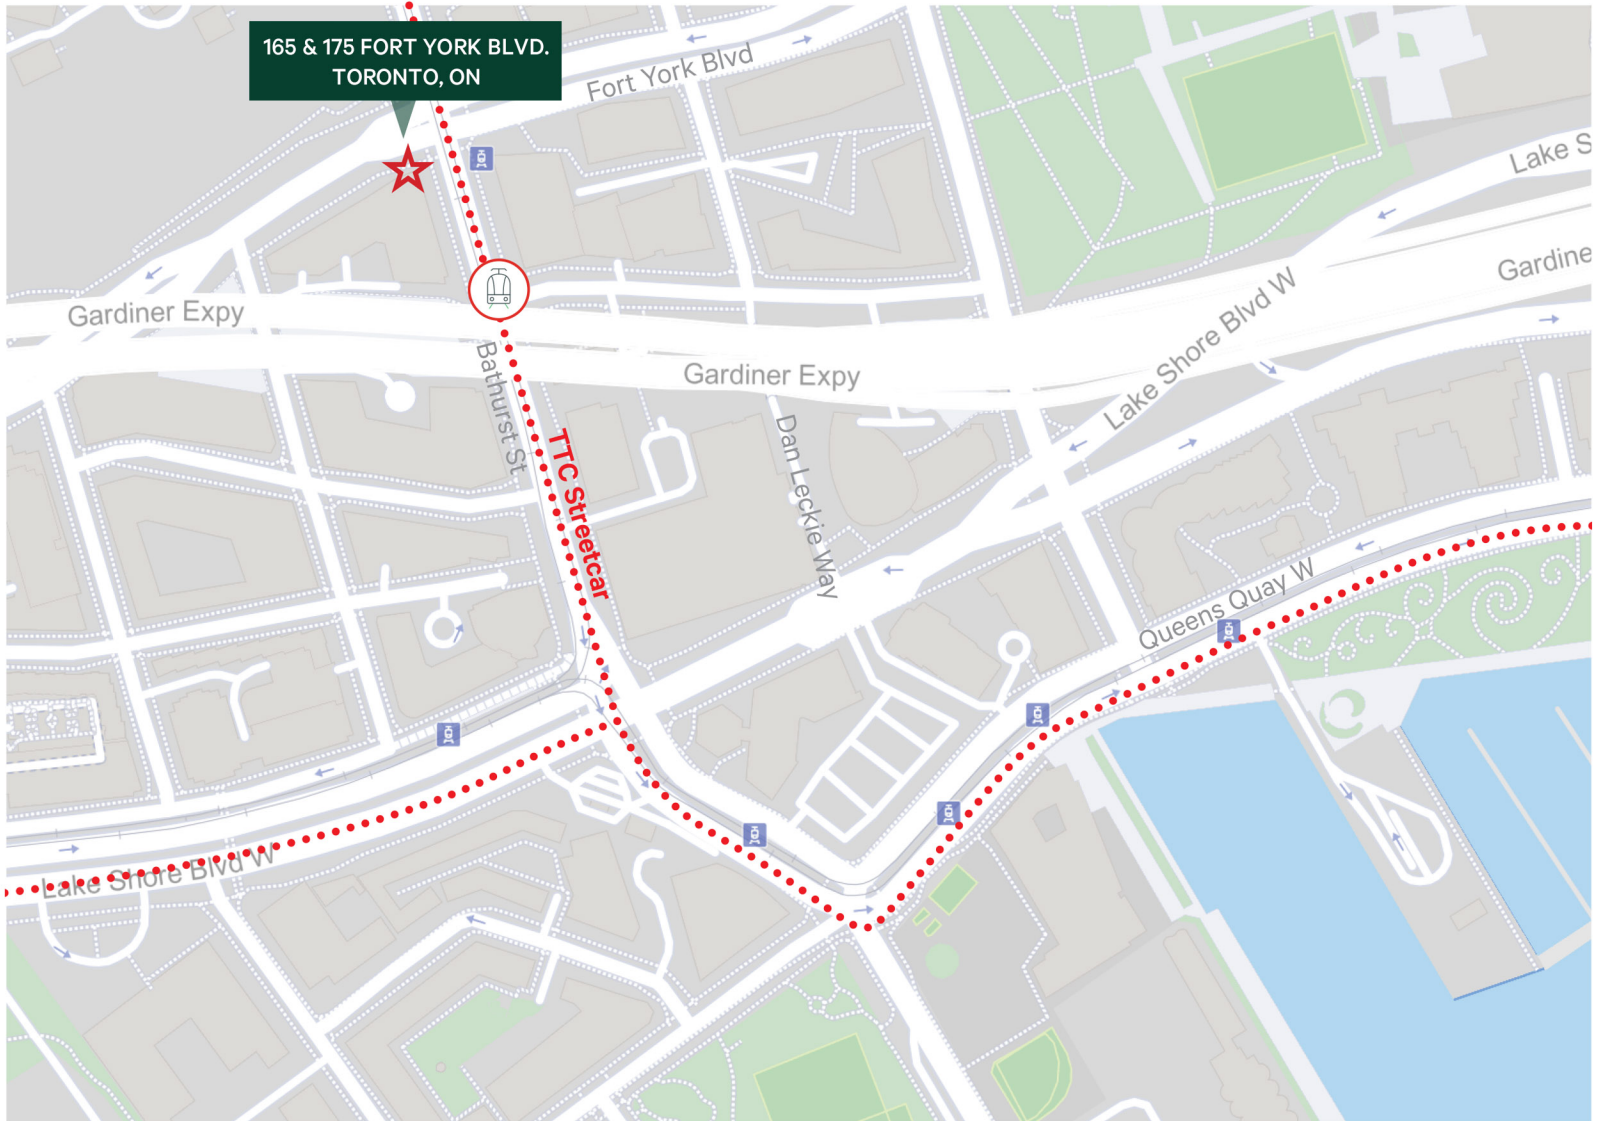 165 & 175 FORT YORK BLVD.
TORONTO, ON
Fort York Blvd
Lake S
Gardine
Gardiner Expy
Lake Shore Blvd W
Gardiner Expy
Bathurst St
TTC Streetcar
Dan Leckie Way
Queens Quay W
Lake Shore Blvd W